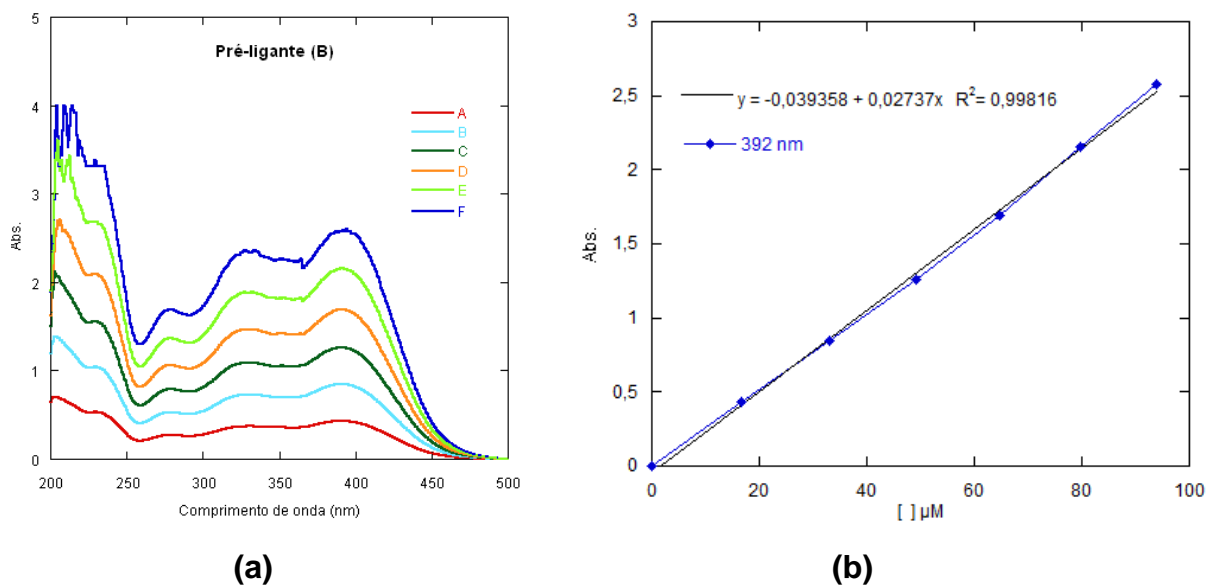 Pré-ligante (B)
5
4
3
2
1
0
Abs.
A
B
C
D
E
F
200 250 300 350 400 450 500
Comprimento de onda (nm)
(a)
3
2,5
2
1,5
1
0,5
0
Abs.
y = -0,039358 + 0,02737x R²= 0,99816
392 nm
0 20 40 60 80 100
[ ] µM
(b)